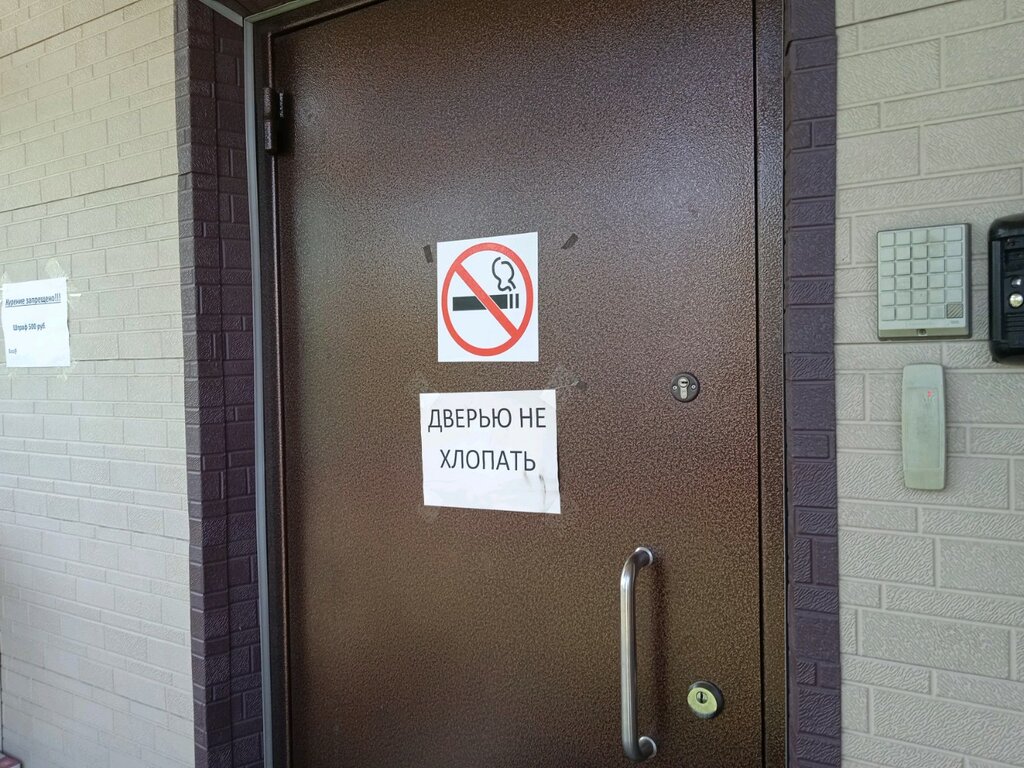 Курение запрещено!!!
Штраф 500 руб
ДВЕРЬЮ НЕ
ХЛОПАТЬ